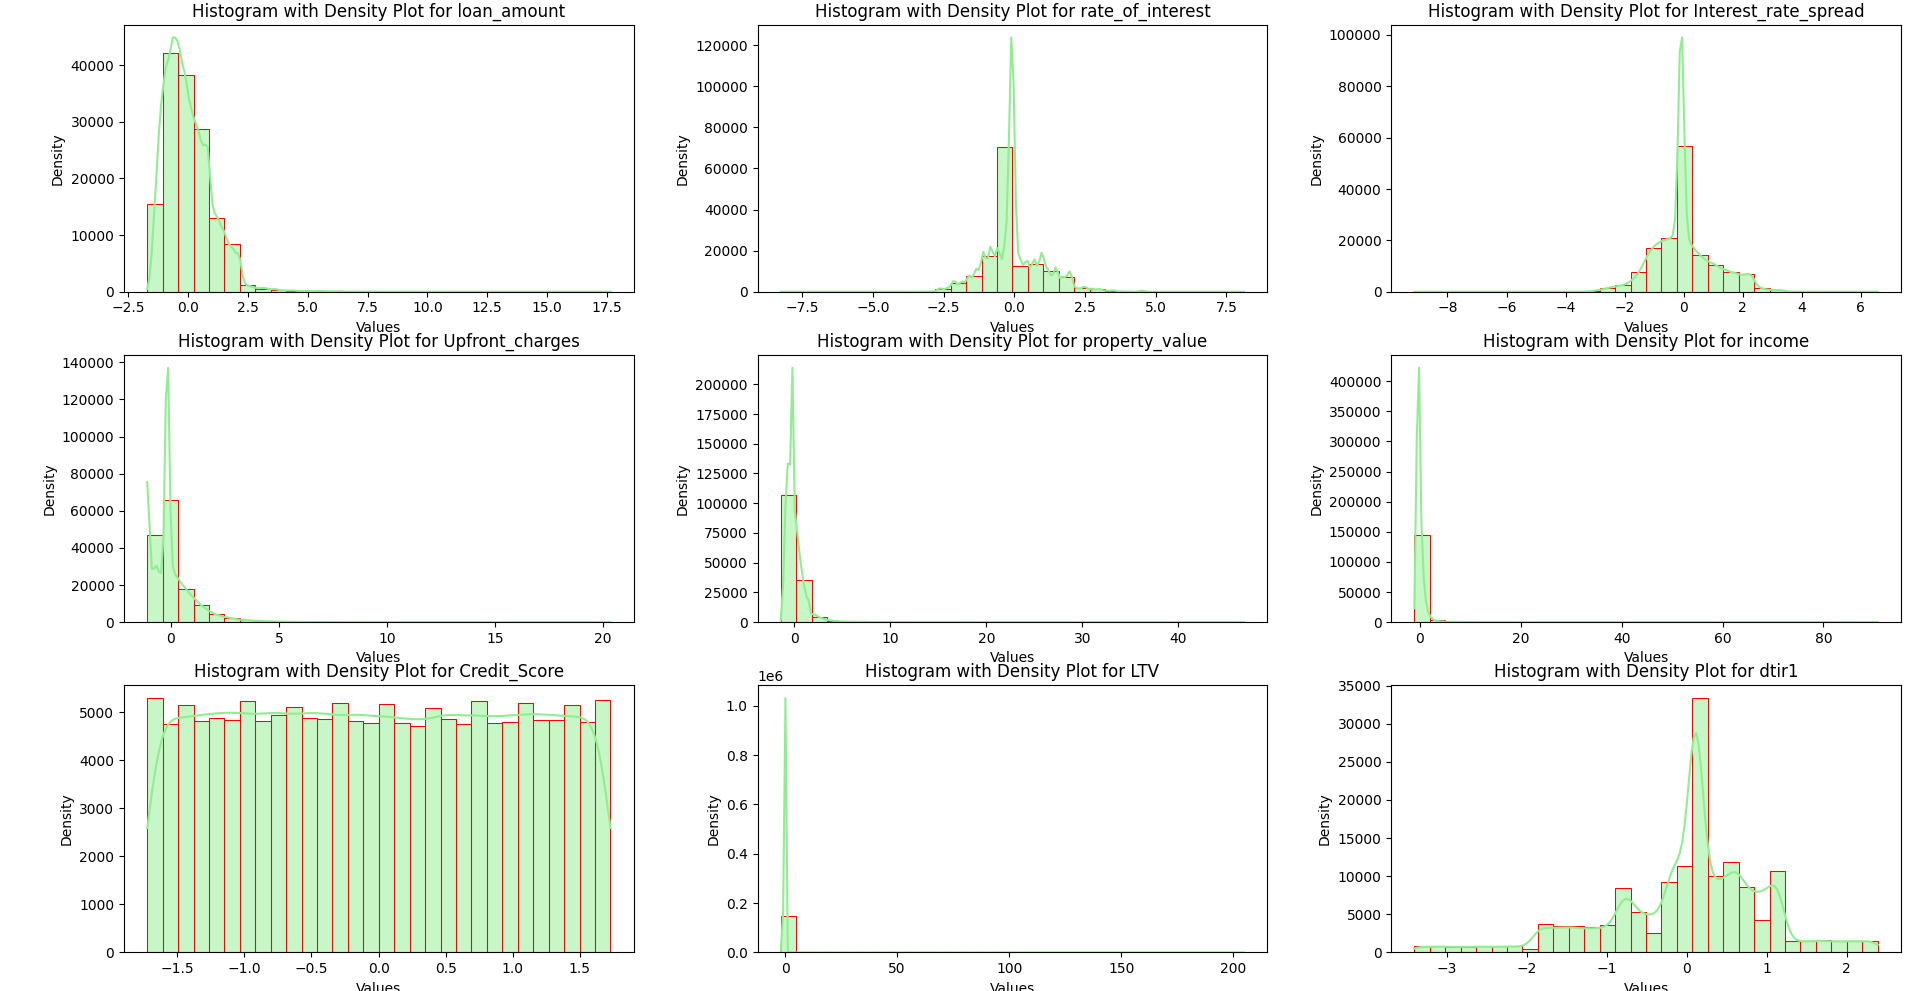 Histogram with Density Plot for loan_amount
Density
40000
30000
20000
10000
0
−2.5 0.0 2.5 5.0 7.5 10.0 12.5 15.0 17.5
Values
Histogram with Density Plot for rate_of_interest
Density
120000
100000
80000
60000
40000
20000
0
−7.5 −5.0 −2.5 0.0 2.5 5.0 7.5
Values
Histogram with Density Plot for Interest_rate_spread
Density
100000
80000
60000
40000
20000
0
−8 −6 −4 −2 0 2 4 6
Values
Histogram with Density Plot for Upfront_charges
Density
140000
120000
100000
80000
60000
40000
20000
0
0 5 10 15 20
Values
Histogram with Density Plot for property_value
Density
200000
175000
150000
125000
100000
75000
50000
25000
0
0 10 20 30 40
Values
Histogram with Density Plot for income
Density
400000
350000
300000
250000
200000
150000
100000
50000
0
0 20 40 60 80
Values
Histogram with Density Plot for Credit_Score
Density
5000
4000
3000
2000
1000
0
−1.5 −1.0 −0.5 0.0 0.5 1.0 1.5
Values
Histogram with Density Plot for LTV
1e6
Density
1.0
0.8
0.6
0.4
0.2
0.0
0 50 100 150 200
Values
Histogram with Density Plot for dtir1
Density
35000
30000
25000
20000
15000
10000
5000
0
−3 −2 −1 0 1 2
Values